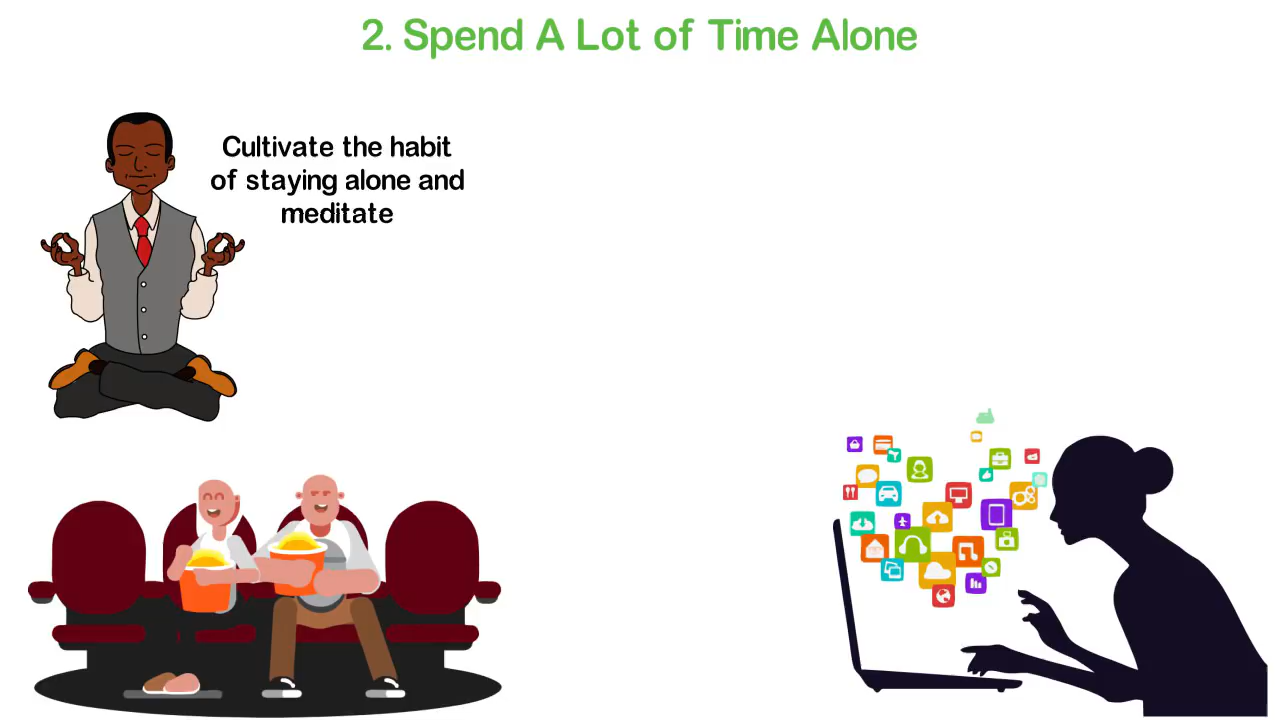 2. Spend A Lot of Time Alone
Cultivate the habit
of staying alone and
meditate